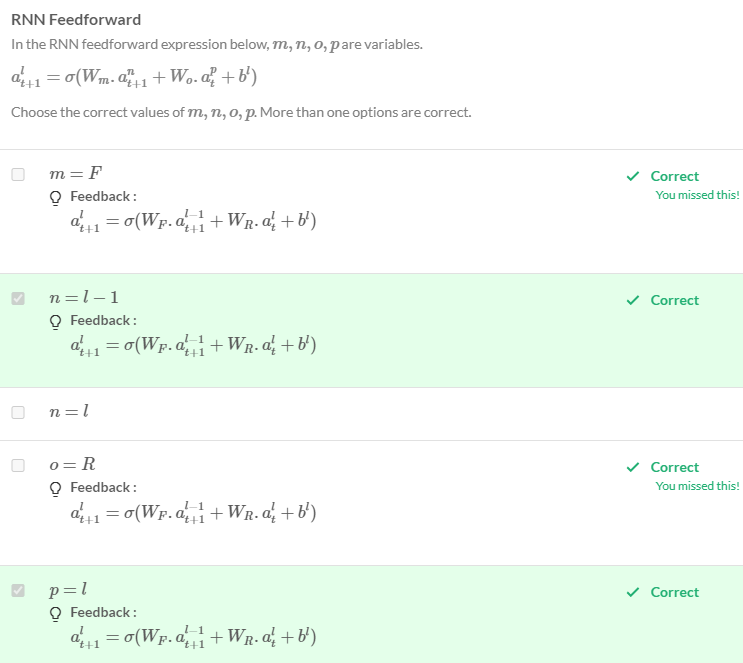 RNN Feedforward
In the RNN feedforward expression below, m, n, o, p are variables.
a^l_{t+1} = σ(W_m. a^n_{t+1} + W_o. a^p_t + b^l)
Choose the correct values of m, n, o, p. More than one options are correct.
m = F
Correct
You missed this!
Feedback :
a^l_{t+1} = σ(W_F. a^{l−1}_{t+1} + W_R. a^l_t + b^l)
n = l − 1
Correct
Feedback :
a^l_{t+1} = σ(W_F. a^{l−1}_{t+1} + W_R. a^l_t + b^l)
n = l
o = R
Correct
You missed this!
Feedback :
a^l_{t+1} = σ(W_F. a^{l−1}_{t+1} + W_R. a^l_t + b^l)
p = l
Correct
Feedback :
a^l_{t+1} = σ(W_F. a^{l−1}_{t+1} + W_R. a^l_t + b^l)